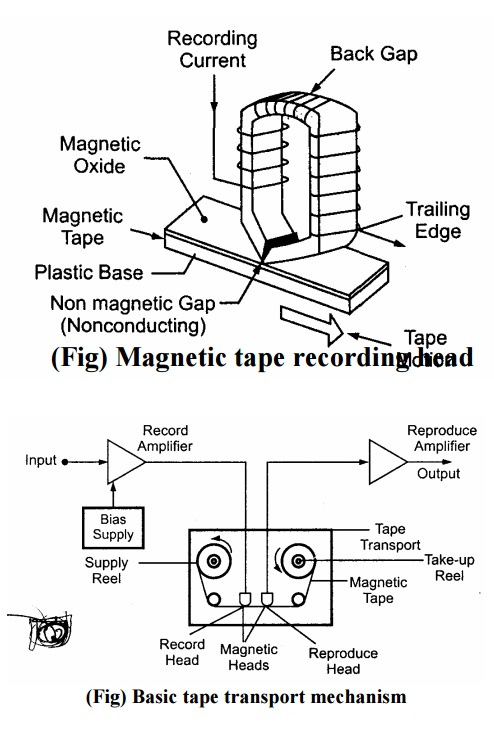 Recording
Current
Back Gap
Magnetic
Oxide
Magnetic
Tape
Trailing
Edge
Plastic Base
Non magnetic Gap
(Nonconducting)
Tape
Motion
(Fig) Magnetic tape recording head
Record
Amplifier
Reproduce
Amplifier
Input
Output
Bias
Supply
Tape
Transport
Supply
Reel
Take-up
Reel
Magnetic
Tape
Record
Head
Magnetic
Heads
Reproduce
Head
(Fig) Basic tape transport mechanism